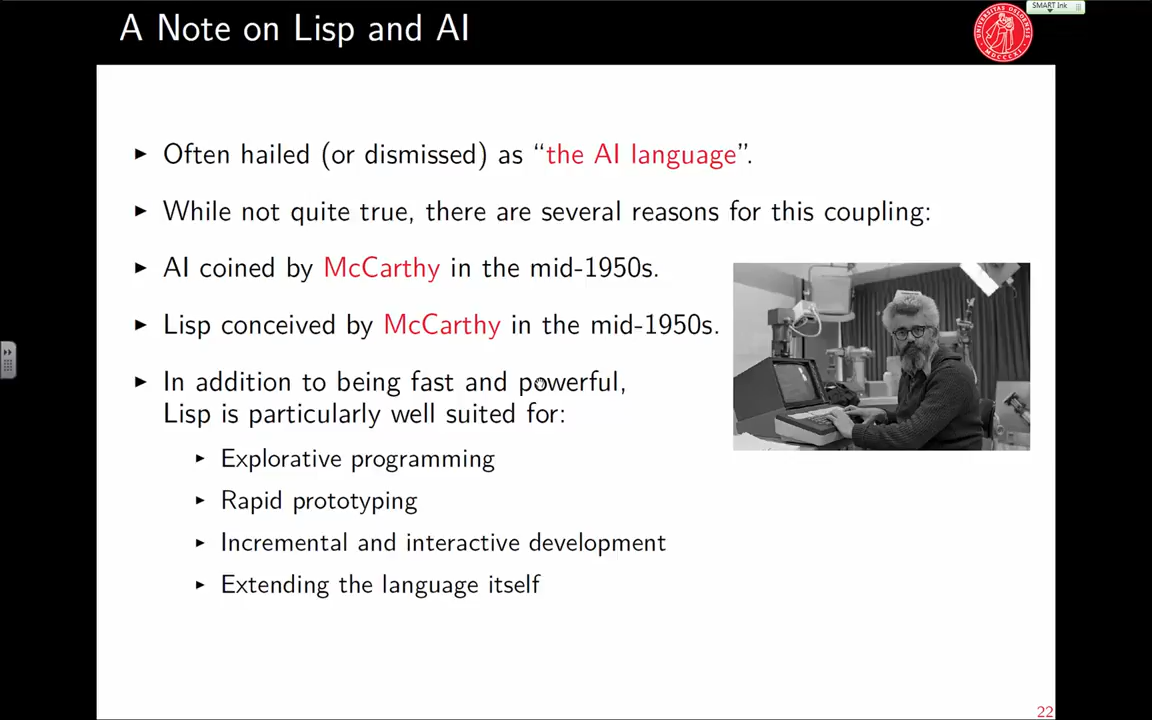 A Note on Lisp and AI
SMART Ink
UNIVERSITAS OSLOENSIS
MDCCCXI
► Often hailed (or dismissed) as “the AI language”.
► While not quite true, there are several reasons for this coupling:
► AI coined by McCarthy in the mid-1950s.
► Lisp conceived by McCarthy in the mid-1950s.
► In addition to being fast and powerful,
Lisp is particularly well suited for:
► Explorative programming
► Rapid prototyping
► Incremental and interactive development
► Extending the language itself
22